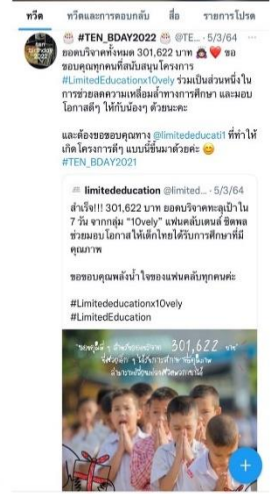 ทวีต ทวีตและการตอบกลับ สื่อ รายการโปรด
#TEN_BDAY2022 @TE... · 5/3/64
ยอดบริจาคทั้งหมด 301,622 บาท ขอ
ขอบคุณทุกคนที่สนับสนุนโครงการ
#LimitedEducationx10vely ร่วมเป็นส่วนหนึ่งใน
การช่วยลดความเหลื่อมล้ำทางการศึกษา และมอบ
โอกาสดีๆ ให้กับน้องๆ ด้วยนะคะ
และต้องขอขอบคุณทาง @limitededucati1 ที่ทำให้
เกิดโครงการดีๆ แบบนี้ขึ้นมาด้วยค่ะ
#TEN_BDAY2021
limitededucation @limited... · 5/3/64
สำเร็จ!!! 301,622 บาท ยอดบริจาคทะลุเป้าใน
7 วัน จากกลุ่ม "10vely" แฟนคลับเตนล์ ชิตพล
ช่วยมอบโอกาสให้เด็กไทยได้รับการศึกษาที่มี
คุณภาพ
ขอขอบคุณพลังน้ำใจของแฟนคลับทุกคนค่ะ
#Limitededucationx10vely
#LimitedEducation
301,622 บาท